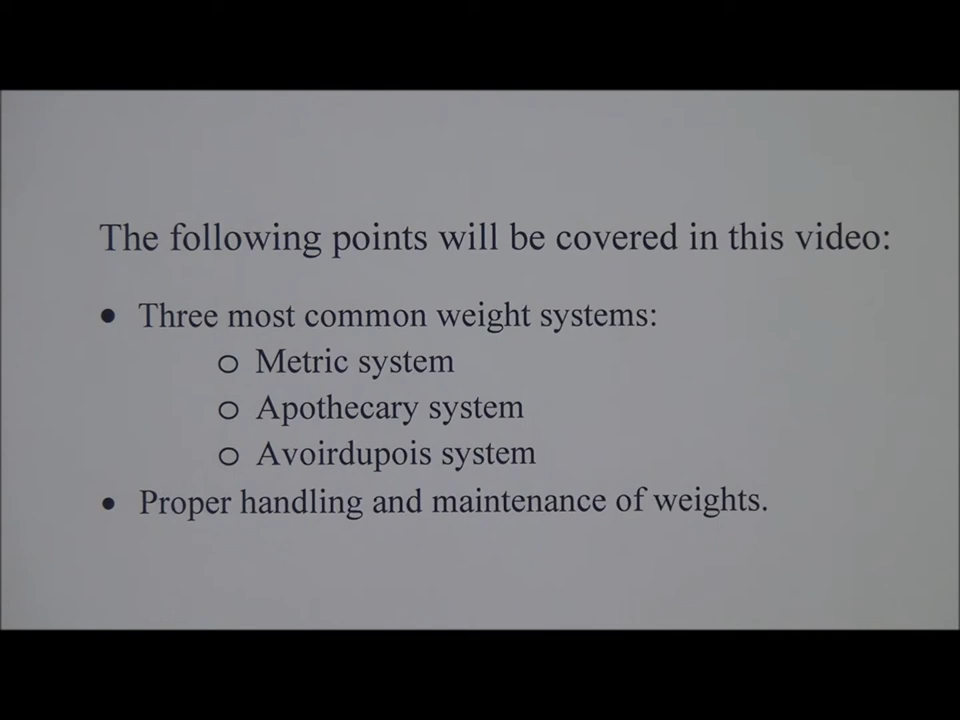 The following points will be covered in this video:
• Three most common weight systems:
o Metric system
o Apothecary system
o Avoirdupois system
• Proper handling and maintenance of weights.